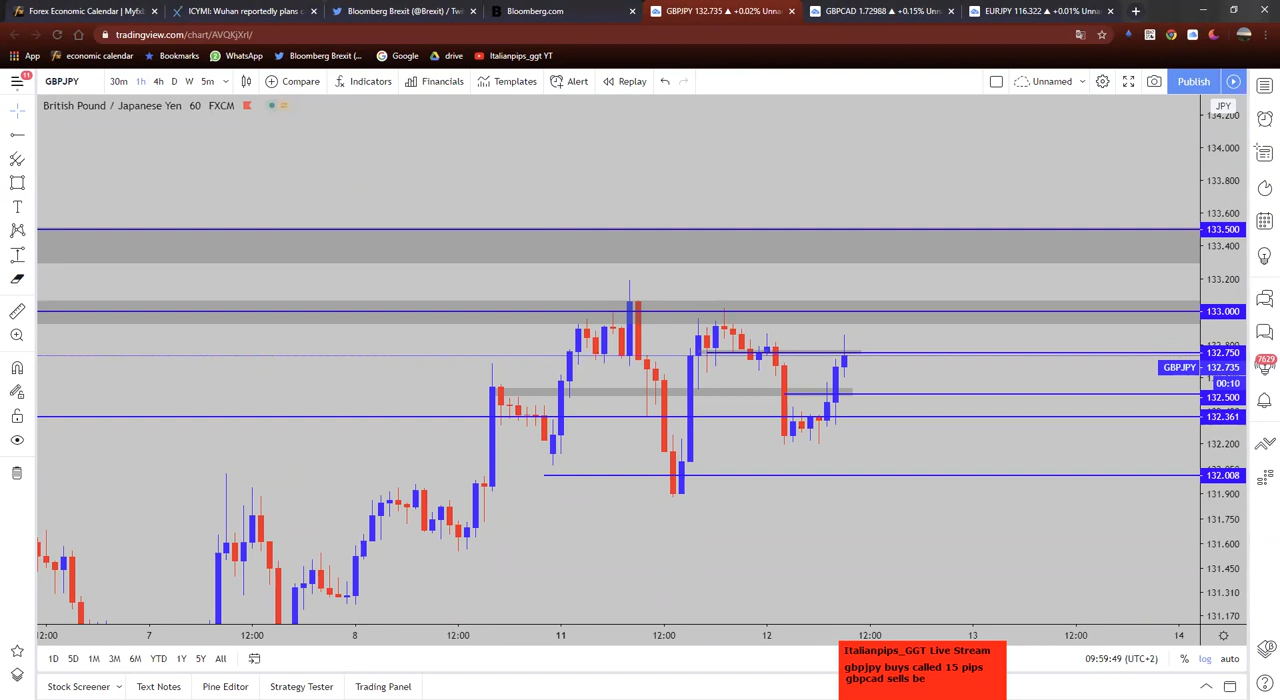 Forex Economic Calendar | Myfx
ICYMI: Wuhan reportedly plans c
Bloomberg Brexit (@Brexit) / Tw
Bloomberg.com
GBPJPY 132.735 ▲ +0.02% Unna
GBPCAD 1.72988 ▲ +0.15% Unna
EURJPY 116.322 ▲ +0.01% Unna
tradingview.com/chart/AVQKjXrl/
App
economic calendar
Bookmarks
WhatsApp
Bloomberg Brexit (...
Google
drive
Italianpips_ggt YT
11
GBPJPY
30m
1h
4h
D
W
5m
Compare
Indicators
Financials
Templates
Alert
Replay
Unnamed
Publish
British Pound / Japanese Yen 60 FXCM
JPY
134.200
134.000
133.800
133.600
133.500
133.400
133.200
133.000
132.750
GBPJPY 132.735
00:10
132.500
132.361
132.200
132.008
131.900
131.750
131.600
131.450
131.310
131.170
7629
12:00
7
12:00
8
12:00
11
12:00
12
12:00
13
12:00
14
1D
5D
1M
3M
6M
YTD
1Y
5Y
All
09:59:49 (UTC+2)
%
log
auto
Italianpips_GGT Live Stream
gbpjpy buys called 15 pips
gbpcad sells be
Stock Screener
Text Notes
Pine Editor
Strategy Tester
Trading Panel